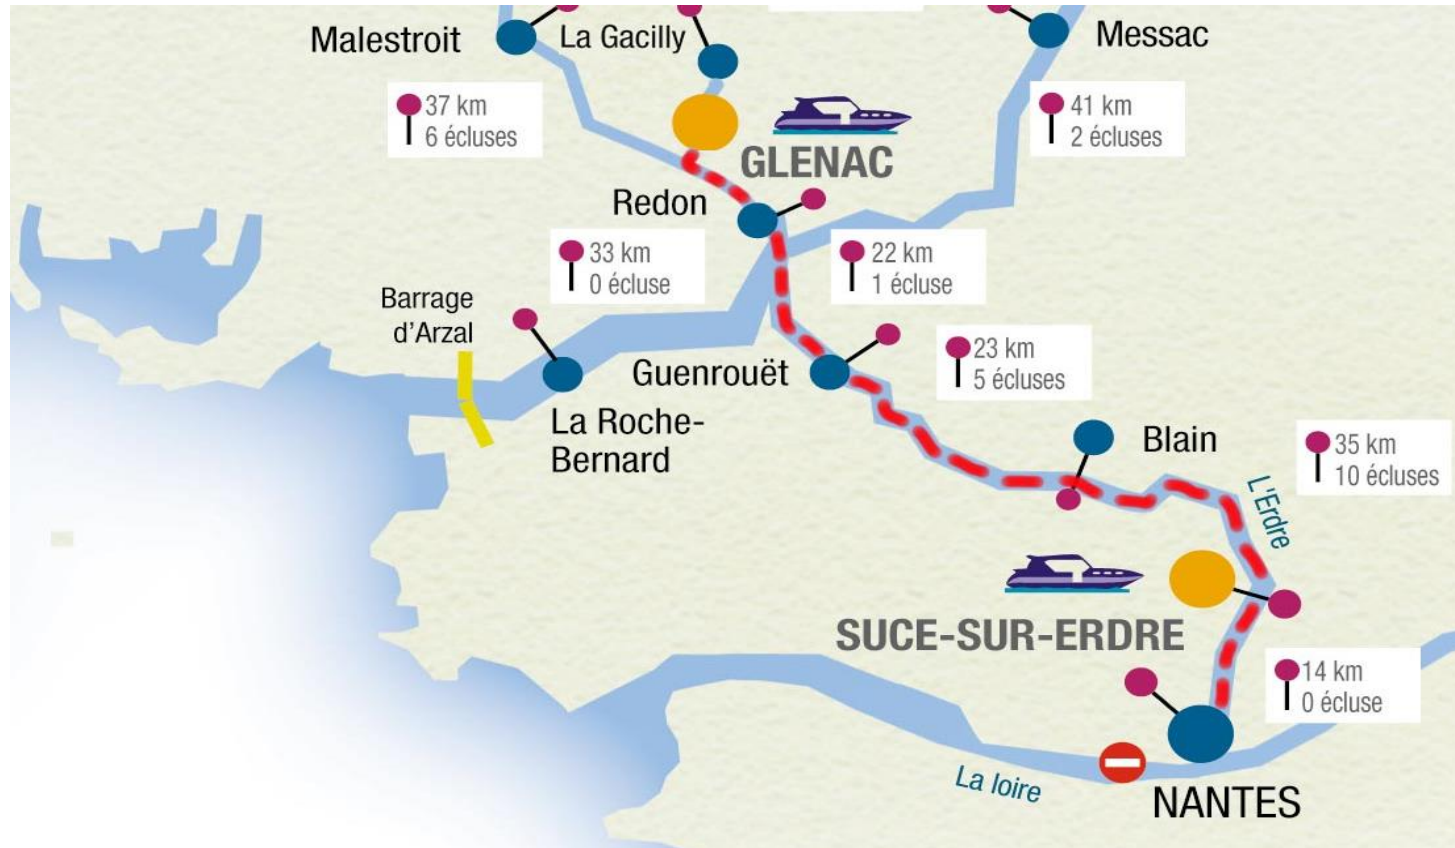 Malestroit
La Gacilly
Messac
37 km
6 écluses
41 km
2 écluses
GLENAC
Redon
33 km
0 écluse
22 km
1 écluse
Barrage
d'Arzal
23 km
5 écluses
Guenrouët
La Roche-
Bernard
Blain
35 km
10 écluses
L'Erdre
SUCE-SUR-ERDRE
14 km
0 écluse
La loire
NANTES